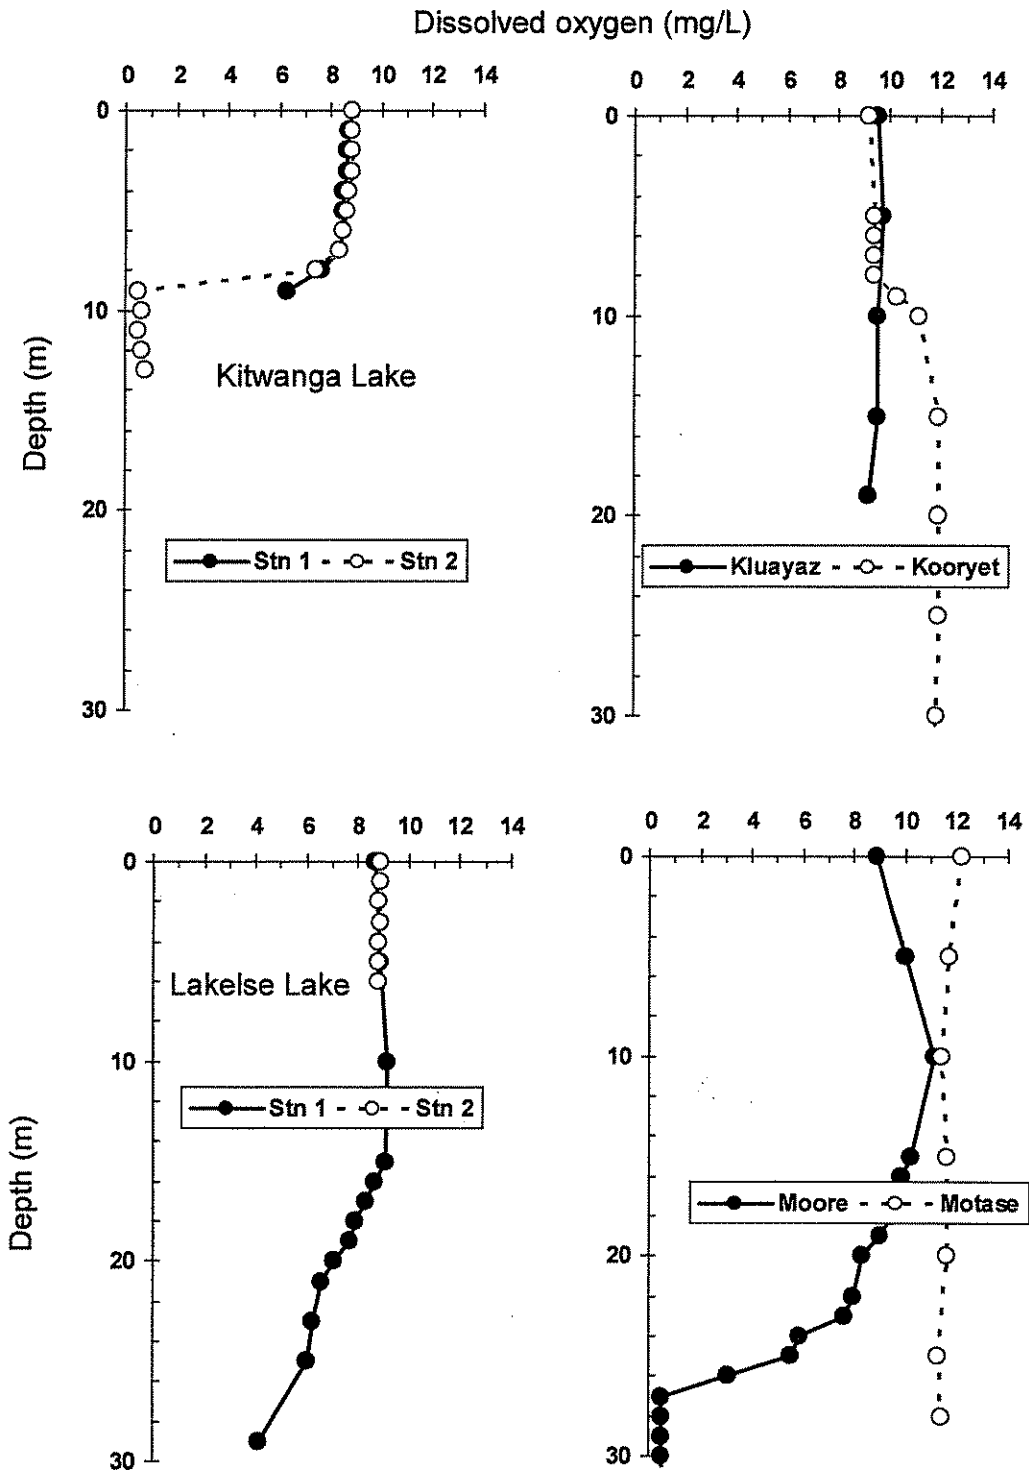 Dissolved oxygen (mg/L)
0 2 4 6 8 10 12 14
0
10
20
30
Depth (m)
Kitwanga Lake
Stn 1 Stn 2
0 2 4 6 8 10 12 14
0
10
20
30
Kluayaz Kooryet
0 2 4 6 8 10 12 14
0
10
20
30
Depth (m)
Lakelse Lake
Stn 1 Stn 2
0 2 4 6 8 10 12 14
0
10
20
30
Moore Motase